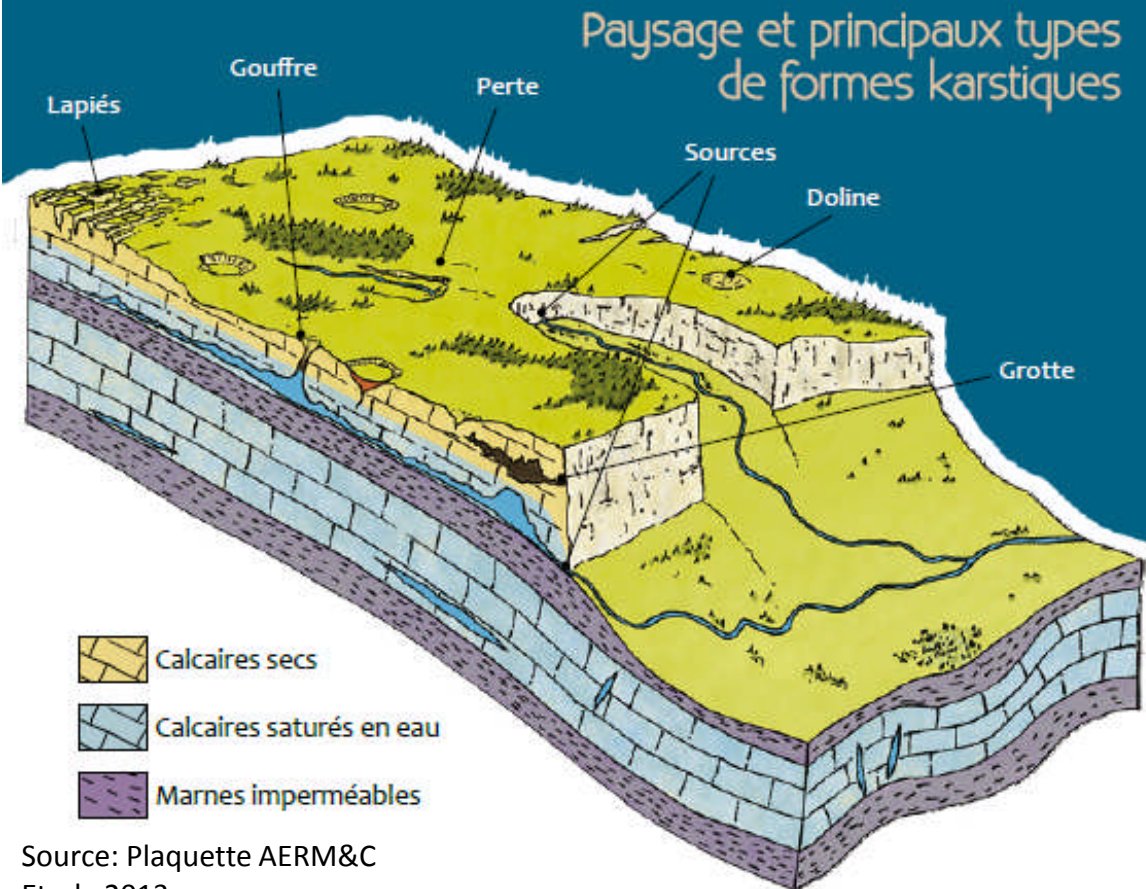 Paysage et principaux types
de formes karstiques
Gouffre
Perte
Lapiés
Sources
Doline
Grotte
Calcaires secs
Calcaires saturés en eau
Marnes imperméables
Source: Plaquette AERM&C